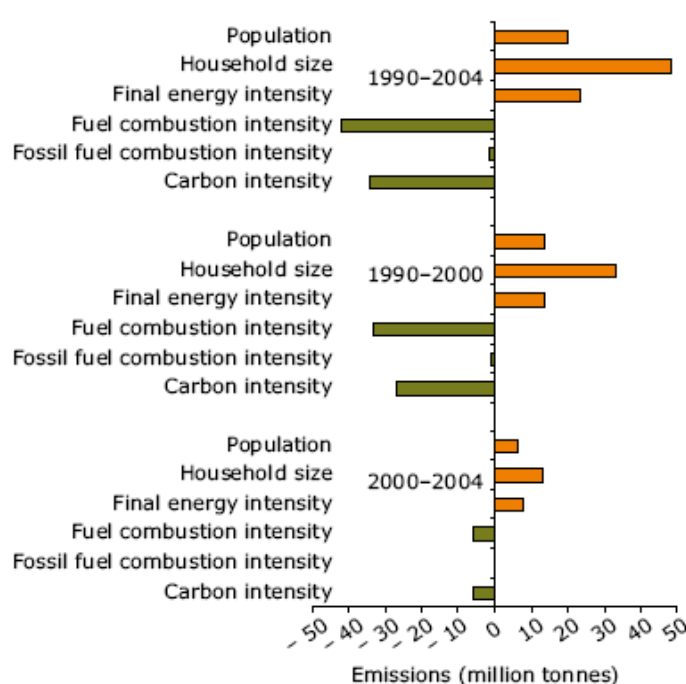 Population
Household size
1990–2004
Final energy intensity
Fuel combustion intensity
Fossil fuel combustion intensity
Carbon intensity
Population
Household size
1990–2000
Final energy intensity
Fuel combustion intensity
Fossil fuel combustion intensity
Carbon intensity
Population
Household size
2000–2004
Final energy intensity
Fuel combustion intensity
Fossil fuel combustion intensity
Carbon intensity
– 50 – 40 – 30 – 20 – 10 0 10 20 30 40 50
Emissions (million tonnes)